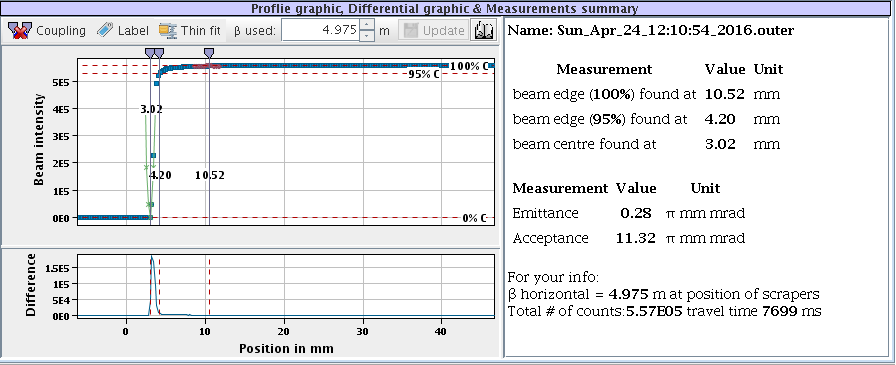 Proflie graphic, Differential graphic & Measurements summary
Coupling Label Thin fit β used: 4.975 m Update
Beam intensity
5E5
4E5
3E5
2E5
1E5
0E0
100% C
95% C
3.02
4.20
10.52
0% C
Difference
1.5E5
1E5
5E4
0E0
0 10 20 30 40
Position in mm
Name: Sun_Apr_24_12:10:54_2016.outer
Measurement Value Unit
beam edge (100%) found at 10.52 mm
beam edge (95%) found at 4.20 mm
beam centre found at 3.02 mm
Measurement Value Unit
Emittance 0.28 π mm mrad
Acceptance 11.32 π mm mrad
For your info:
β horizontal = 4.975 m at position of scrapers
Total # of counts:5.57E05 travel time 7699 ms